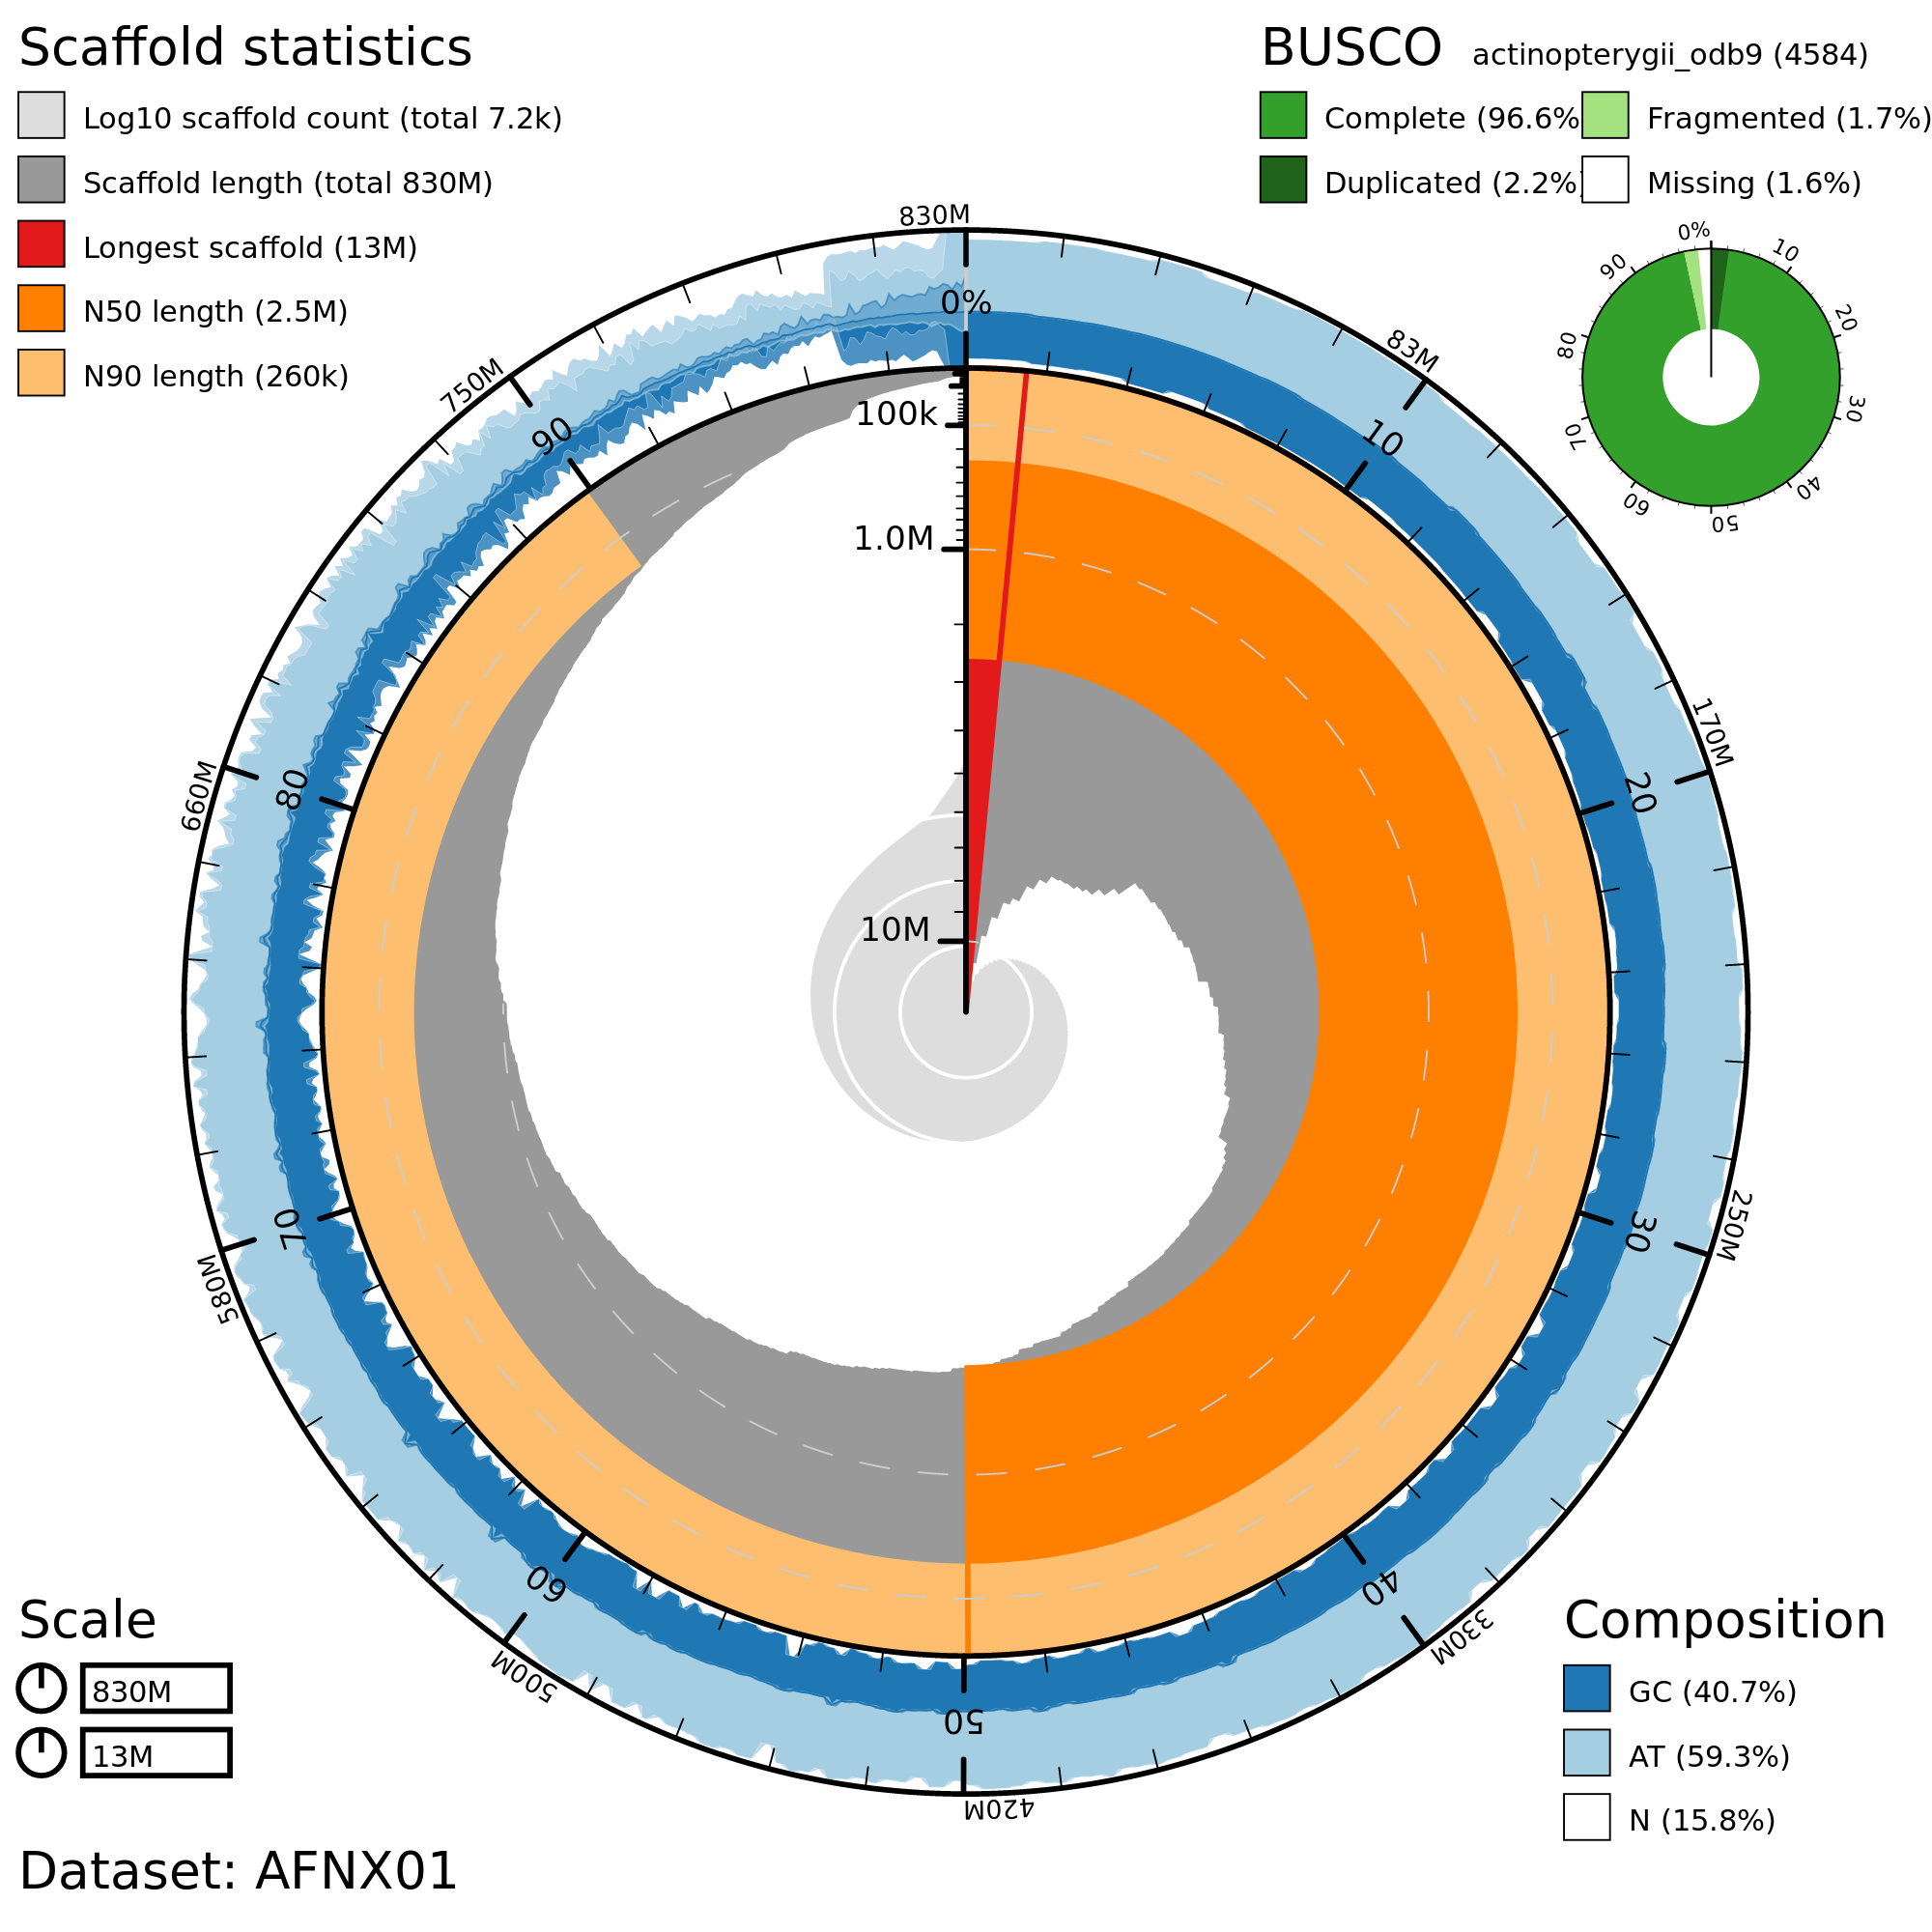 Scaffold statistics
Log10 scaffold count (total 7.2k)
Scaffold length (total 830M)
Longest scaffold (13M)
N50 length (2.5M)
N90 length (260k)
BUSCO actinopterygii_odb9 (4584)
Complete (96.6% Fragmented (1.7%)
Duplicated (2.2%) Missing (1.6%)
0%
10
20
30
40
50
60
70
80
90
830M
83M
170M
250M
330M
420M
500M
580M
660M
750M
0%
10
20
30
40
50
60
70
80
90
100k
1.0M
10M
Scale
830M
13M
Composition
GC (40.7%)
AT (59.3%)
N (15.8%)
Dataset: AFNX01